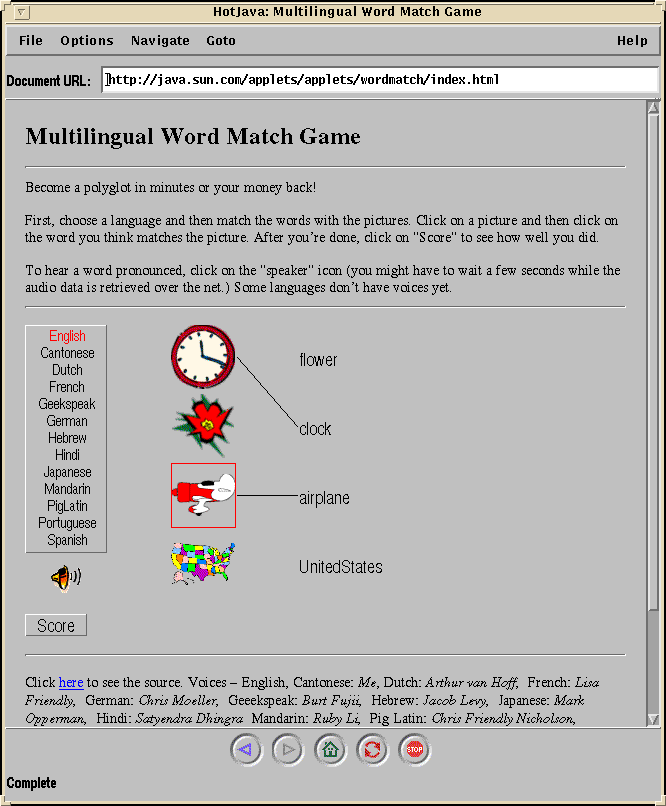 HotJava: Multilingual Word Match Game
File Options Navigate Goto Help
Document URL: http://java.sun.com/applets/applets/wordmatch/index.html
Multilingual Word Match Game
Become a polyglot in minutes or your money back!
First, choose a language and then match the words with the pictures. Click on a picture and then click on
the word you think matches the picture. After you're done, click on "Score" to see how well you did.
To hear a word pronounced, click on the "speaker" icon (you might have to wait a few seconds while the
audio data is retrieved over the net.) Some languages don't have voices yet.
English
Cantonese
Dutch
French
Geekspeak
German
Hebrew
Hindi
Japanese
Mandarin
PigLatin
Portuguese
Spanish
flower
clock
airplane
UnitedStates
Score
Click here to see the source. Voices – English, Cantonese: Me, Dutch: Arthur van Hoff, French: Lisa
Friendly, German: Chris Moeller, Geeekspeak: Burt Fujii, Hebrew: Jacob Levy, Japanese: Mark
Opperman, Hindi: Satyendra Dhingra Mandarin: Ruby Li, Pig Latin: Chris Friendly Nicholson,
STOP
Complete